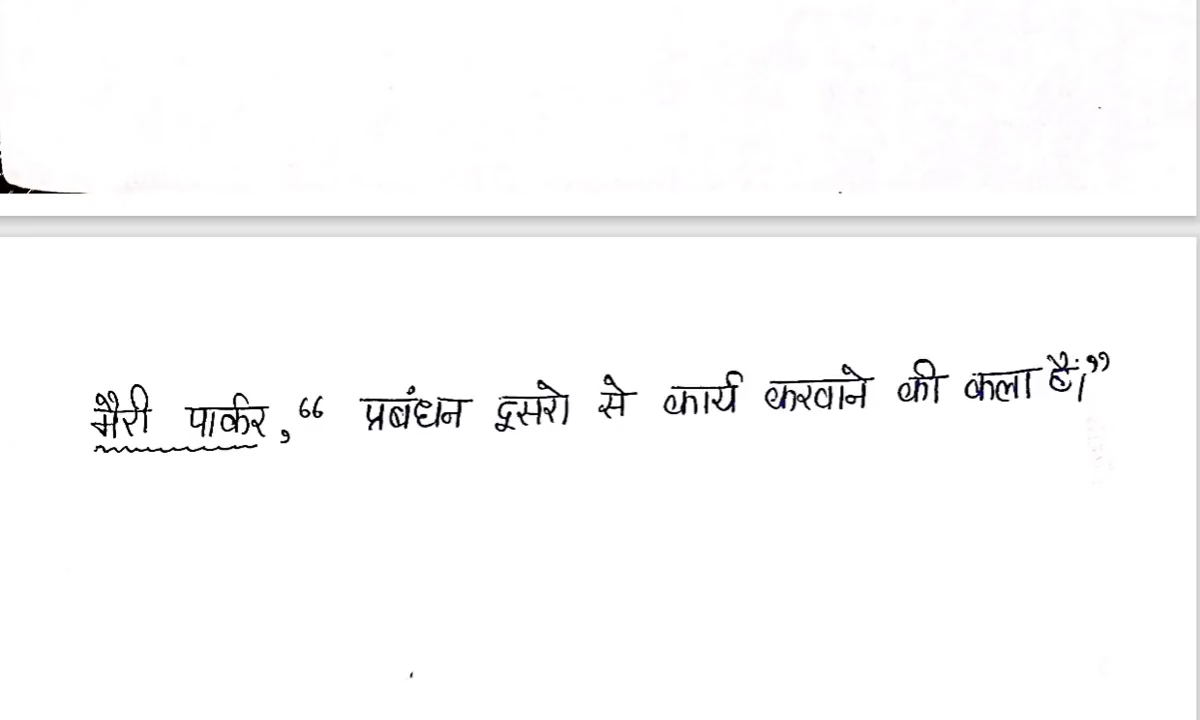 मैरी पार्कर, “ प्रबंधन दूसरो से कार्य करवाने की कला हैं।”